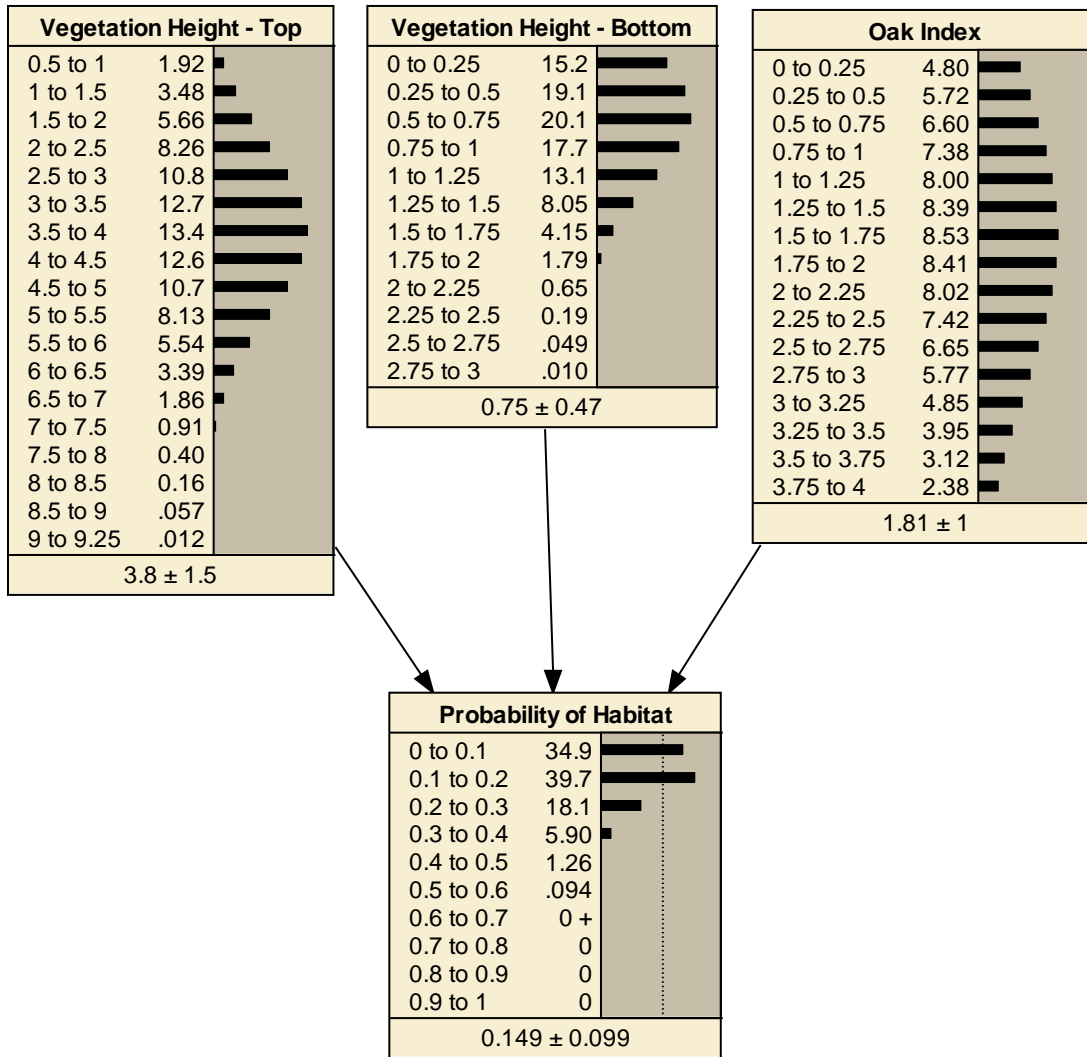 Vegetation Height - Top
0.5 to 1 1.92
1 to 1.5 3.48
1.5 to 2 5.66
2 to 2.5 8.26
2.5 to 3 10.8
3 to 3.5 12.7
3.5 to 4 13.4
4 to 4.5 12.6
4.5 to 5 10.7
5 to 5.5 8.13
5.5 to 6 5.54
6 to 6.5 3.39
6.5 to 7 1.86
7 to 7.5 0.91
7.5 to 8 0.40
8 to 8.5 0.16
8.5 to 9 .057
9 to 9.25 .012
3.8 ± 1.5
Vegetation Height - Bottom
0 to 0.25 15.2
0.25 to 0.5 19.1
0.5 to 0.75 20.1
0.75 to 1 17.7
1 to 1.25 13.1
1.25 to 1.5 8.05
1.5 to 1.75 4.15
1.75 to 2 1.79
2 to 2.25 0.65
2.25 to 2.5 0.19
2.5 to 2.75 .049
2.75 to 3 .010
0.75 ± 0.47
Oak Index
0 to 0.25 4.80
0.25 to 0.5 5.72
0.5 to 0.75 6.60
0.75 to 1 7.38
1 to 1.25 8.00
1.25 to 1.5 8.39
1.5 to 1.75 8.53
1.75 to 2 8.41
2 to 2.25 8.02
2.25 to 2.5 7.42
2.5 to 2.75 6.65
2.75 to 3 5.77
3 to 3.25 4.85
3.25 to 3.5 3.95
3.5 to 3.75 3.12
3.75 to 4 2.38
1.81 ± 1
Probability of Habitat
0 to 0.1 34.9
0.1 to 0.2 39.7
0.2 to 0.3 18.1
0.3 to 0.4 5.90
0.4 to 0.5 1.26
0.5 to 0.6 .094
0.6 to 0.7 0 +
0.7 to 0.8 0
0.8 to 0.9 0
0.9 to 1 0
0.149 ± 0.099